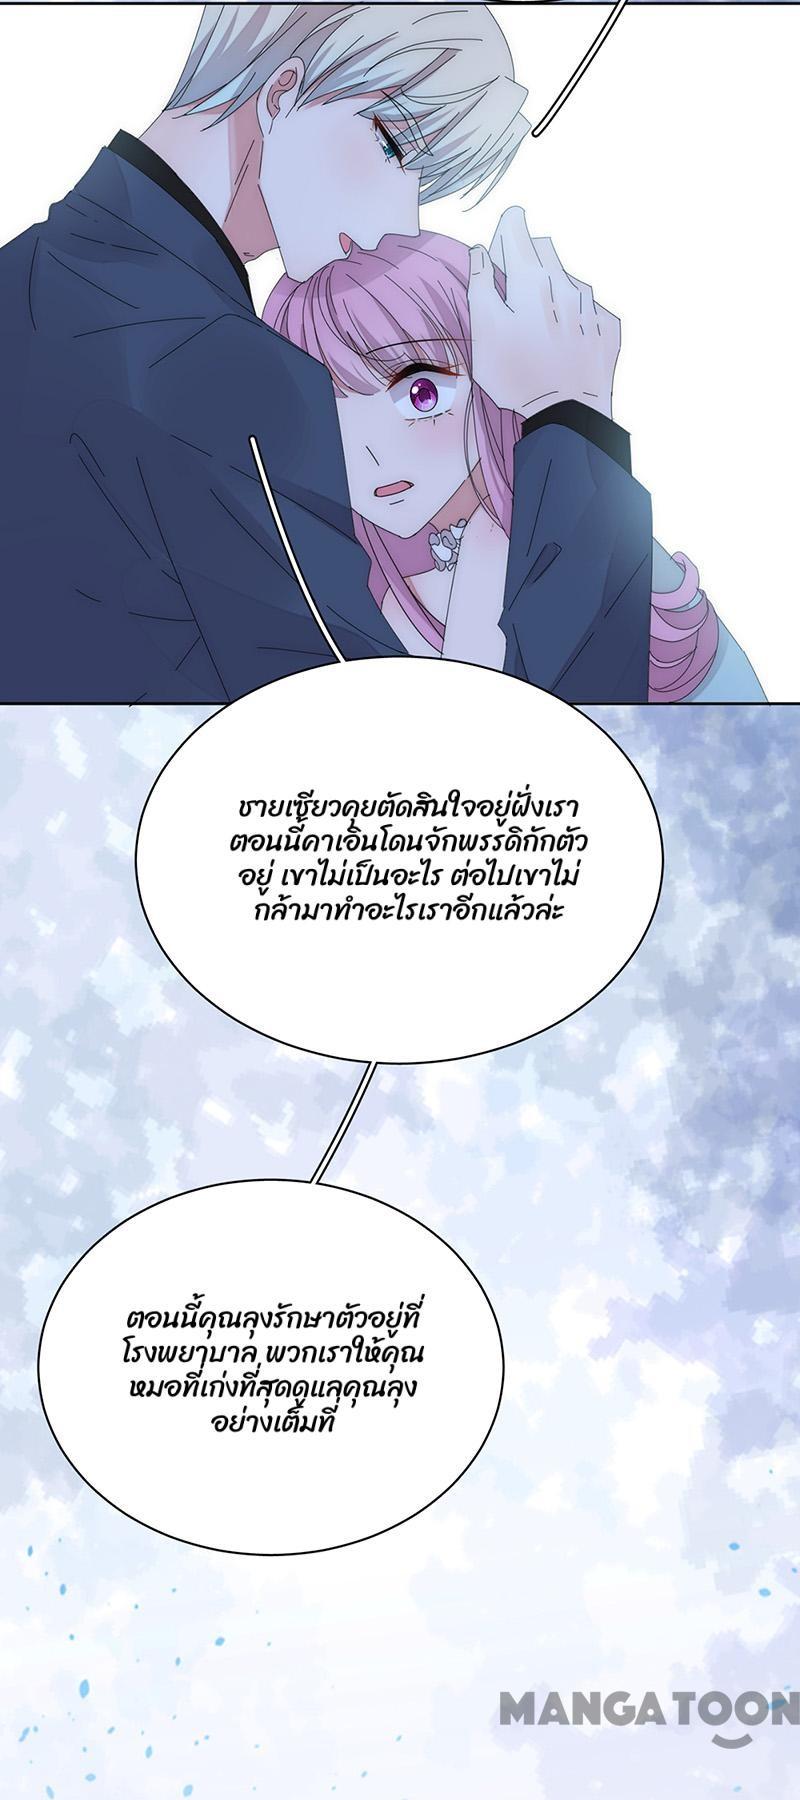 ชายเซียวคุยตัดสินใจอยู่ฝั่งเรา
ตอนนี้คาเอินโดนจักพรรดิกักตัว
อยู่ เขาไม่เป็นอะไร ต่อไปเขาไม่
กล้ามาทำอะไรเราอีกแล้วล่ะ
ตอนนี้คุณลุงรักษาตัวอยู่ที่
โรงพยาบาล พวกเราให้คุณ
หมอที่เก่งที่สุดดูแลคุณลุง
อย่างเต็มที่
MANGATOON